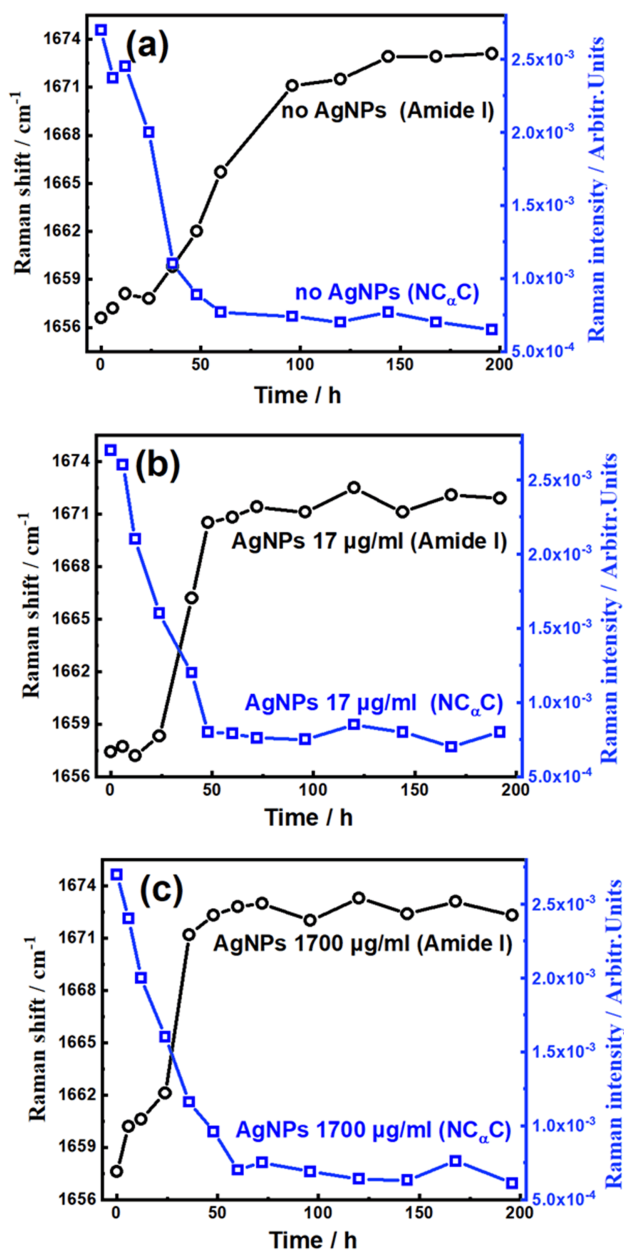 (a)
1674
1671
1668
1665
1662
1659
1656
Raman shift / cm⁻¹
no AgNPs (Amide I)
no AgNPs (NCαC)
2.5x10⁻³
2.0x10⁻³
1.5x10⁻³
1.0x10⁻³
5.0x10⁻⁴
Raman intensity / Arbitr.Units
0 50 100 150 200
Time / h
(b)
1674
1671
1668
1665
1662
1659
1656
Raman shift / cm⁻¹
AgNPs 17 μg/ml (Amide I)
AgNPs 17 μg/ml (NCαC)
2.5x10⁻³
2.0x10⁻³
1.5x10⁻³
1.0x10⁻³
5.0x10⁻⁴
Raman intensity / Arbitr.Units
0 50 100 150 200
Time / h
(c)
1674
1671
1668
1665
1662
1659
1656
Raman shift / cm⁻¹
AgNPs 1700 μg/ml (Amide I)
AgNPs 1700 μg/ml (NCαC)
2.5x10⁻³
2.0x10⁻³
1.5x10⁻³
1.0x10⁻³
5.0x10⁻⁴
Raman intensity / Arbitr.Units
0 50 100 150 200
Time / h